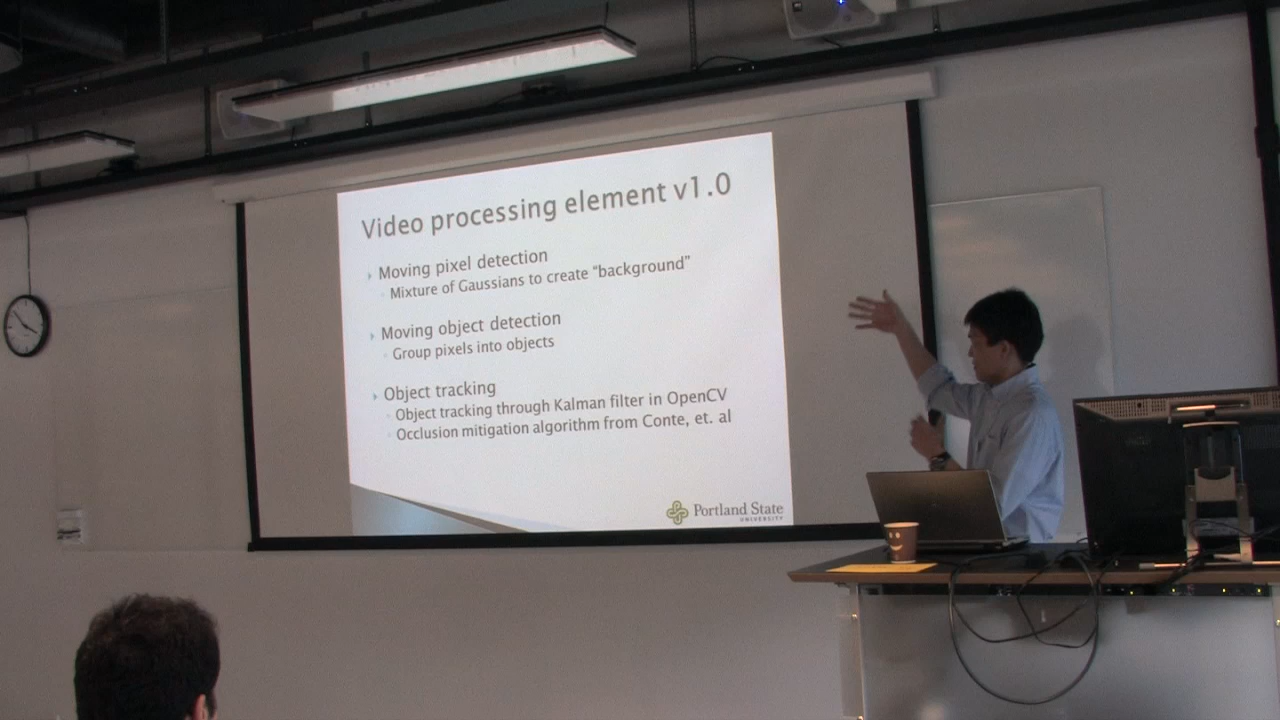 Video processing element v1.0
Moving pixel detection
Mixture of Gaussians to create "background"
Moving object detection
Group pixels into objects
Object tracking
Object tracking through Kalman filter in OpenCV
Occlusion mitigation algorithm from Conte, et. al
Portland State
UNIVERSITY